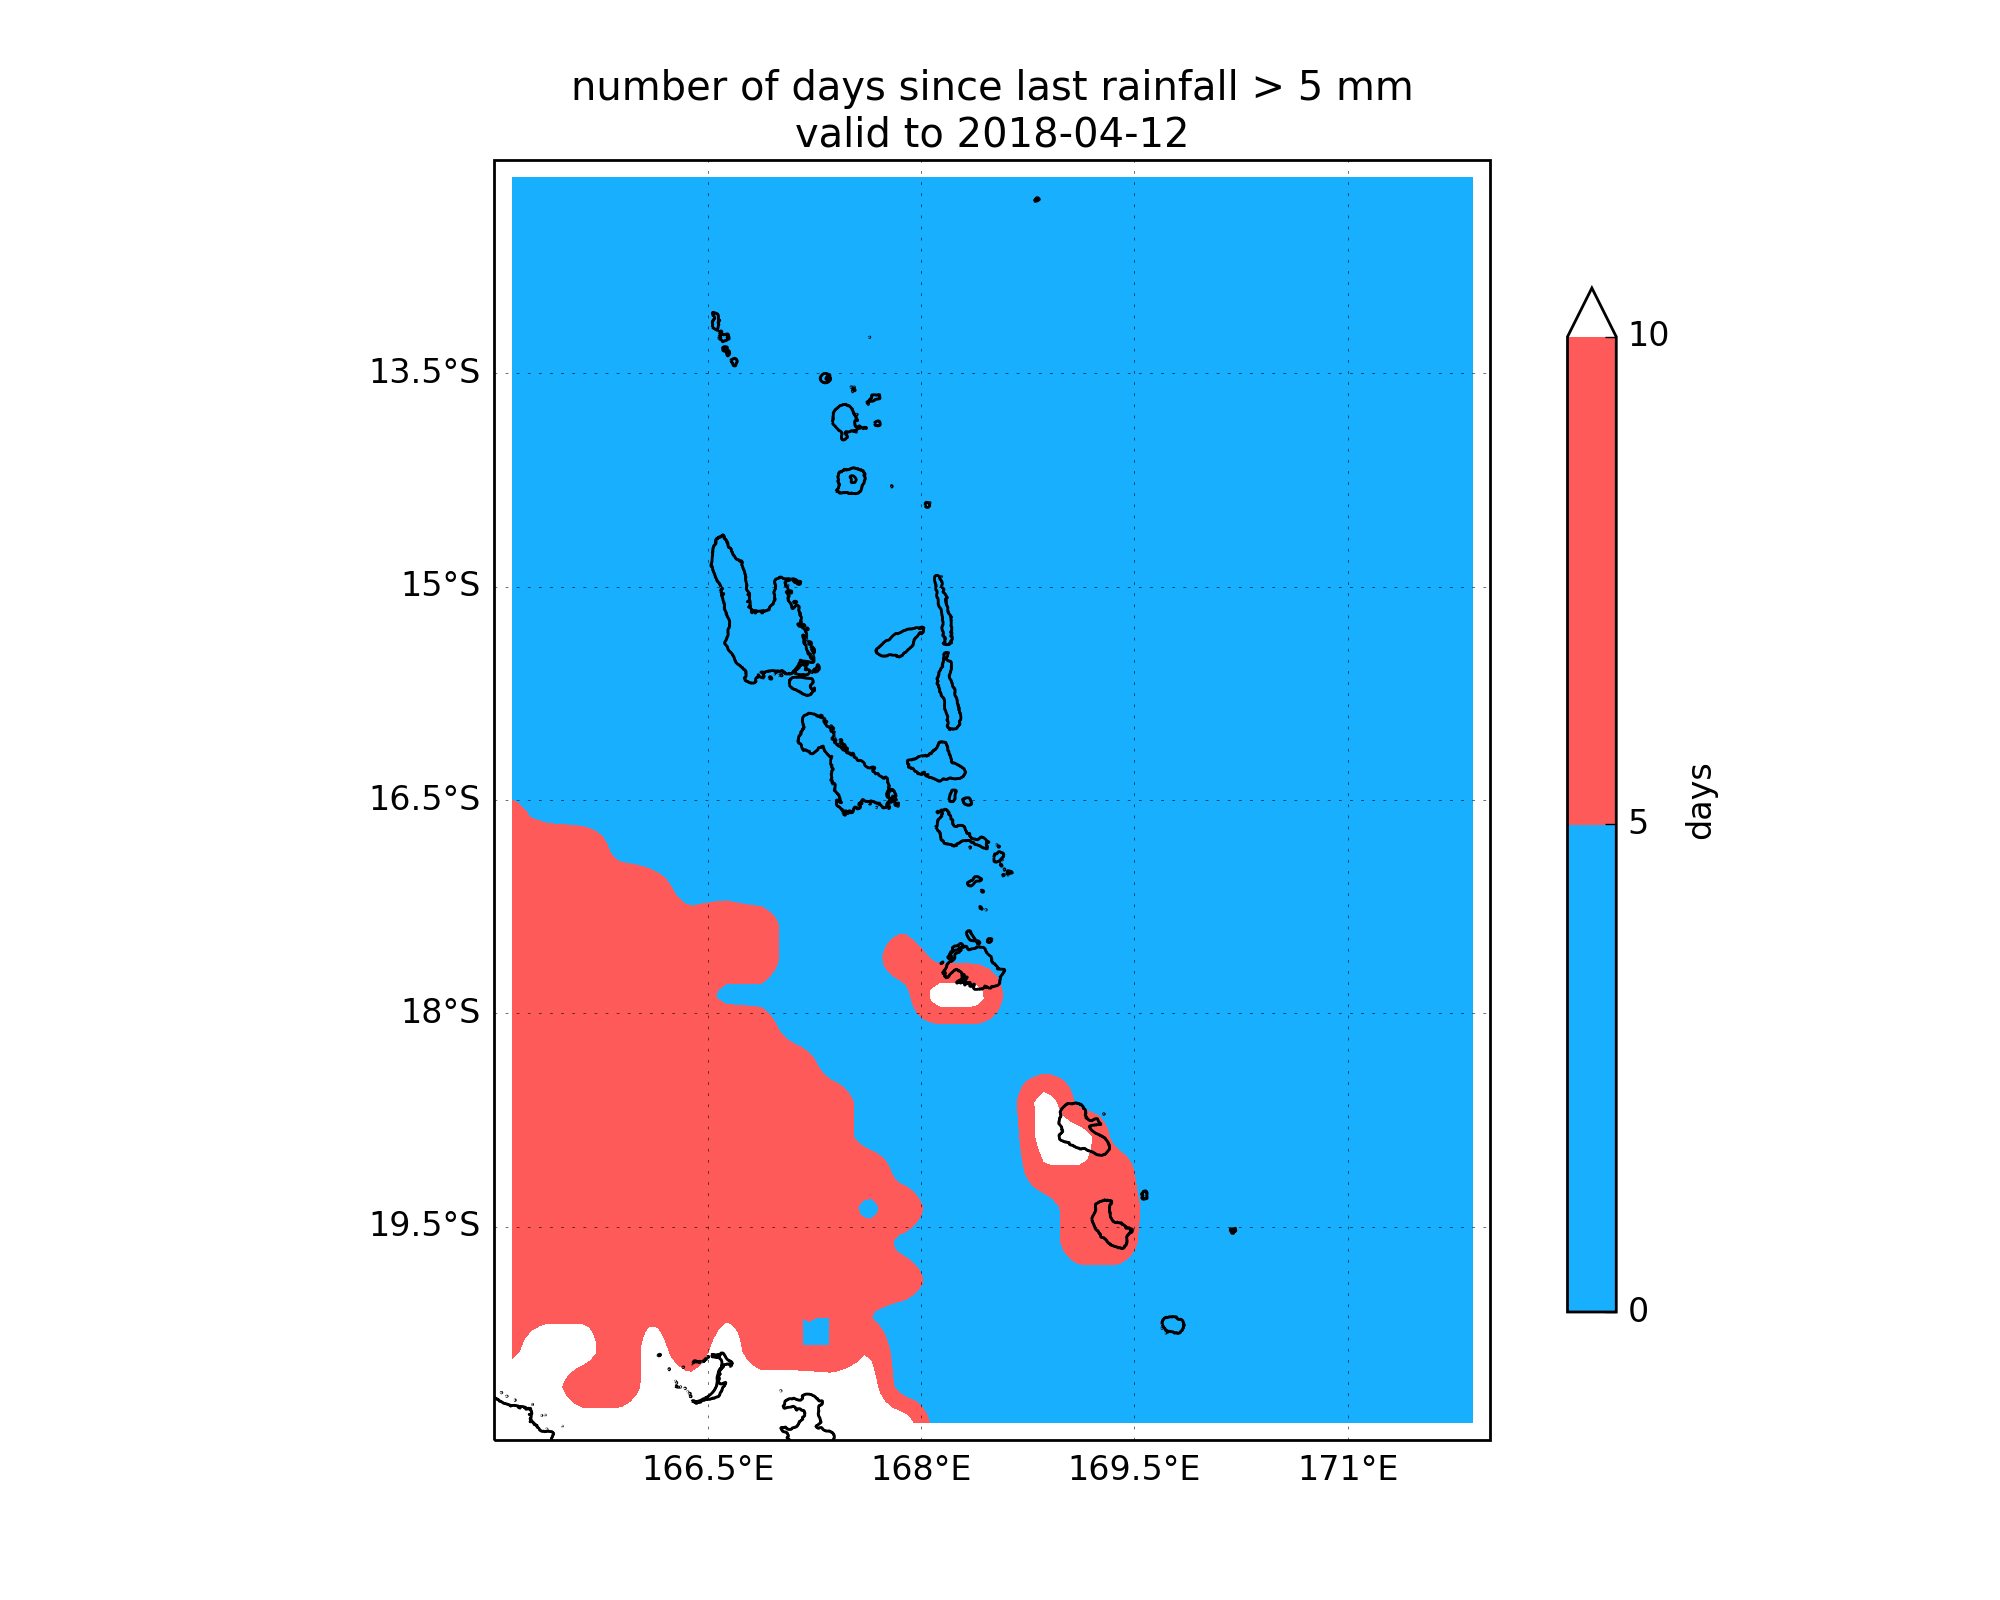 number of days since last rainfall > 5 mm
valid to 2018-04-12
13.5°S
15°S
16.5°S
18°S
19.5°S
166.5°E 168°E 169.5°E 171°E
10
5
0
days